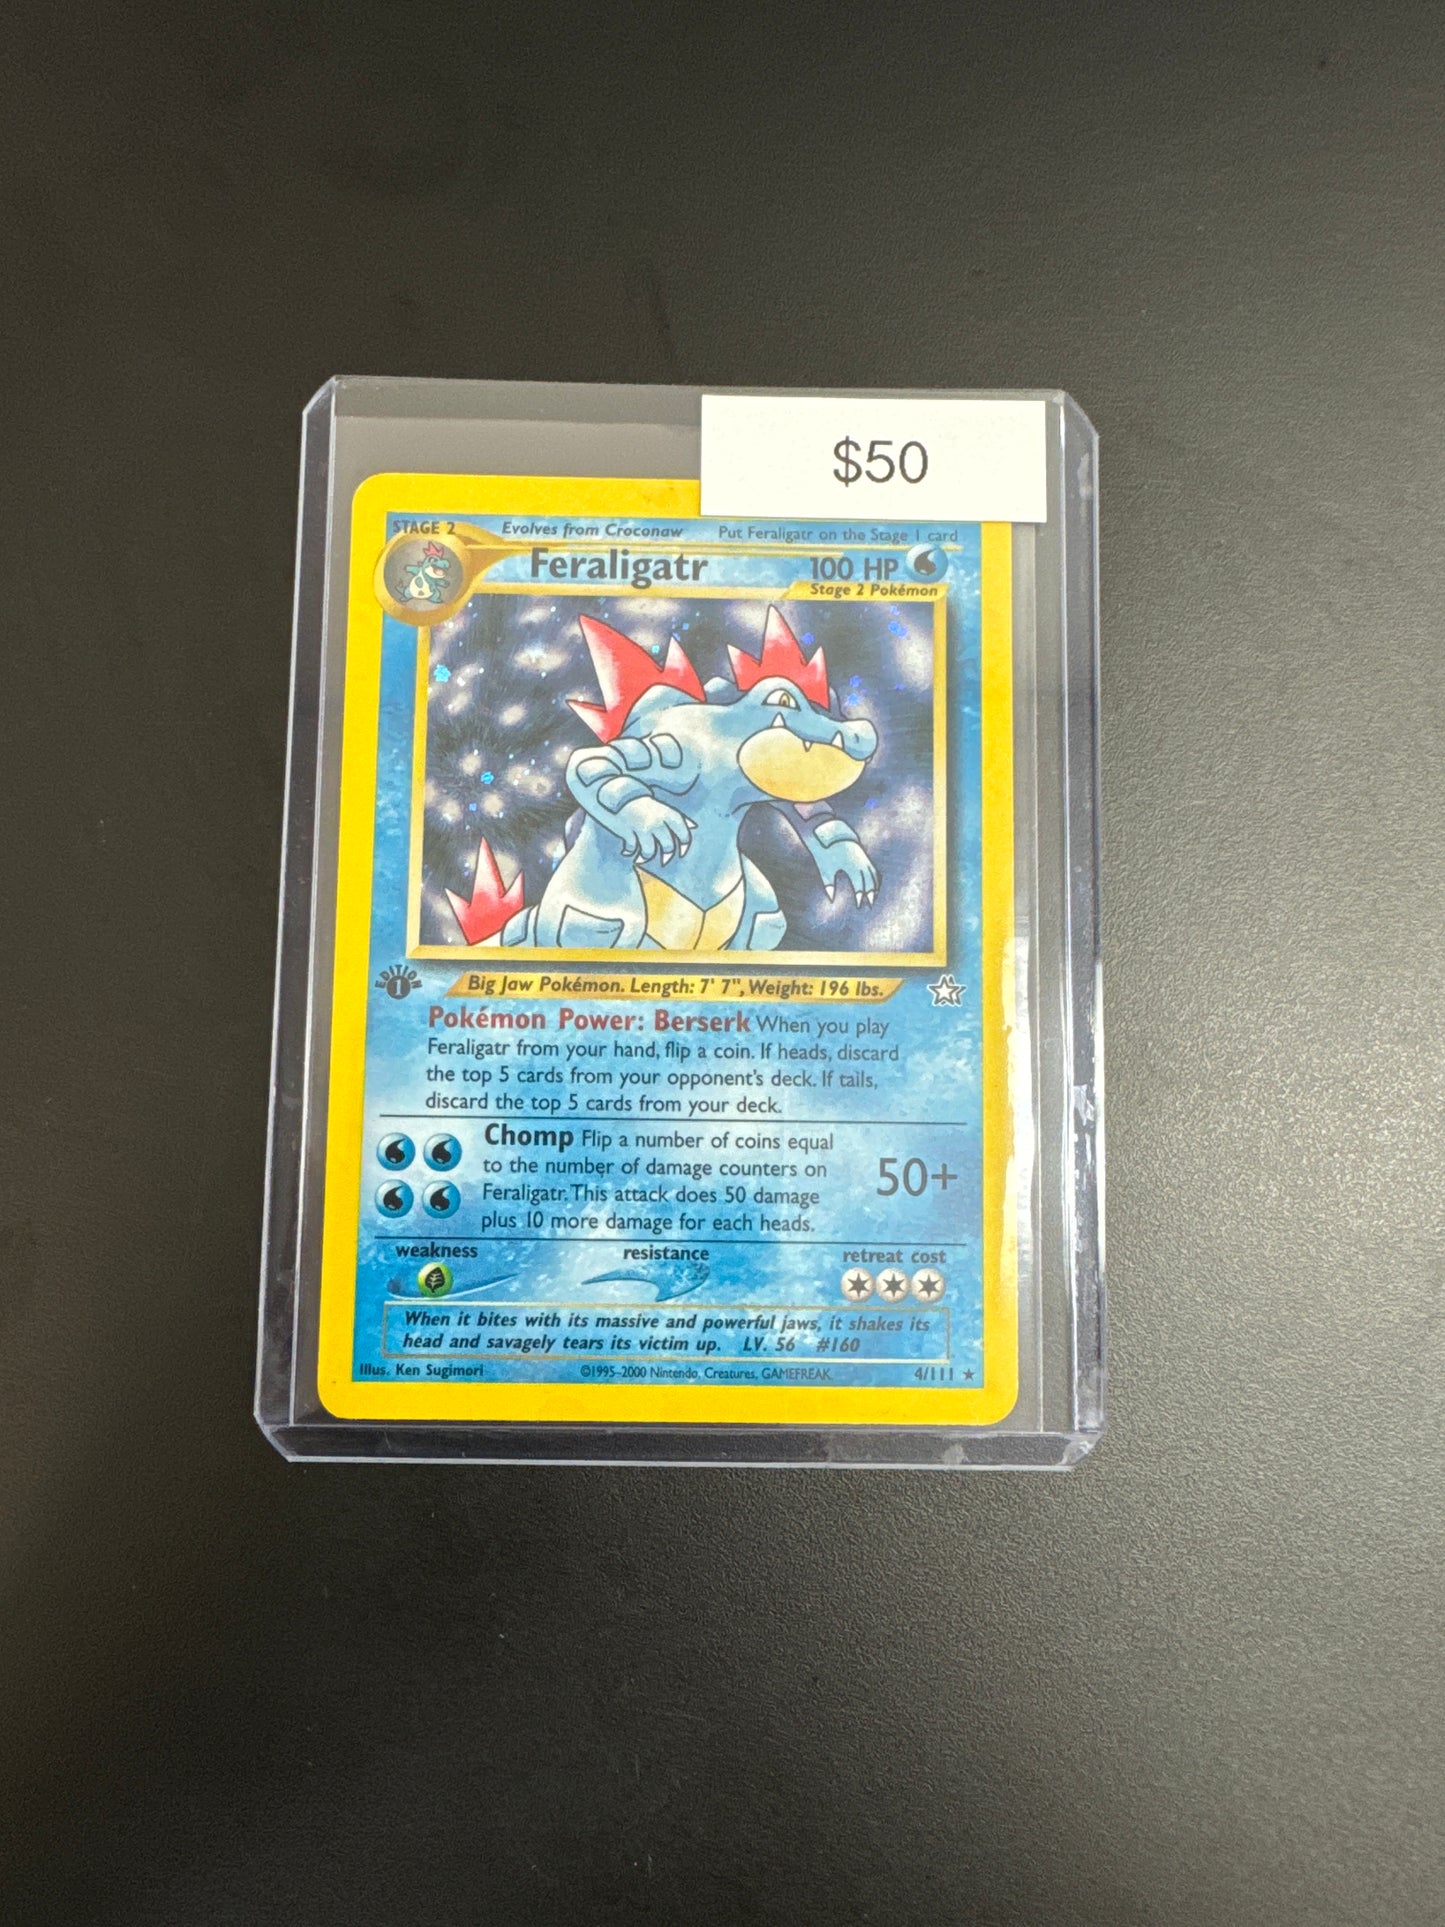 $50
STAGE 2 Evolves from Croconaw Put Feraligatr on the Stage 1 card
Feraligatr 100 HP
Stage 2 Pokémon
EDITION
1
Big Jaw Pokémon. Length: 7' 7", Weight: 196 lbs.
Pokémon Power: Berserk When you play
Feraligatr from your hand, flip a coin. If heads, discard
the top 5 cards from your opponent's deck. If tails,
discard the top 5 cards from your deck.
Chomp Flip a number of coins equal
to the number of damage counters on
Feraligatr. This attack does 50 damage
plus 10 more damage for each heads.
50+
weakness resistance retreat cost
When it bites with its massive and powerful jaws, it shakes its
head and savagely tears its victim up. LV. 56 #160
Illus. Ken Sugimori ©1995-2000 Nintendo, Creatures, GAMEFREAK. 4/111 ★